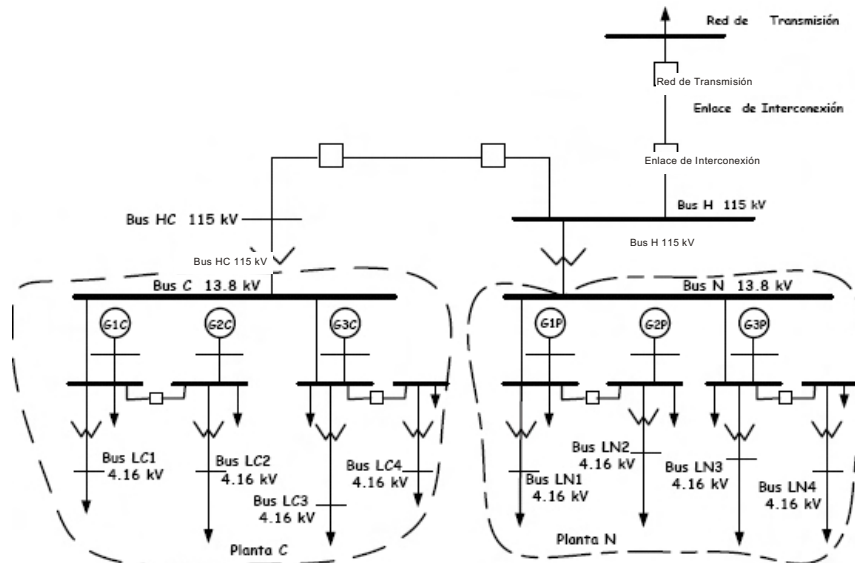 Red de Transmisión
Red de Transmisión
Enlace de Interconexión
Enlace de Interconexión
Bus HC 115 kV
Bus H 115 kV
Bus H 115 kV
Bus HC 115 kV
Bus C 13.8 kV
Bus N 13.8 kV
G1C
G2C
G3C
G1P
G2P
G3P
Bus LC1
4.16 kV
Bus LC2
4.16 kV
Bus LC3
4.16 kV
Bus LC4
4.16 kV
Bus LN1
4.16 kV
Bus LN2
4.16 kV
Bus LN3
4.16 kV
Bus LN4
4.16 kV
Planta C
Planta N